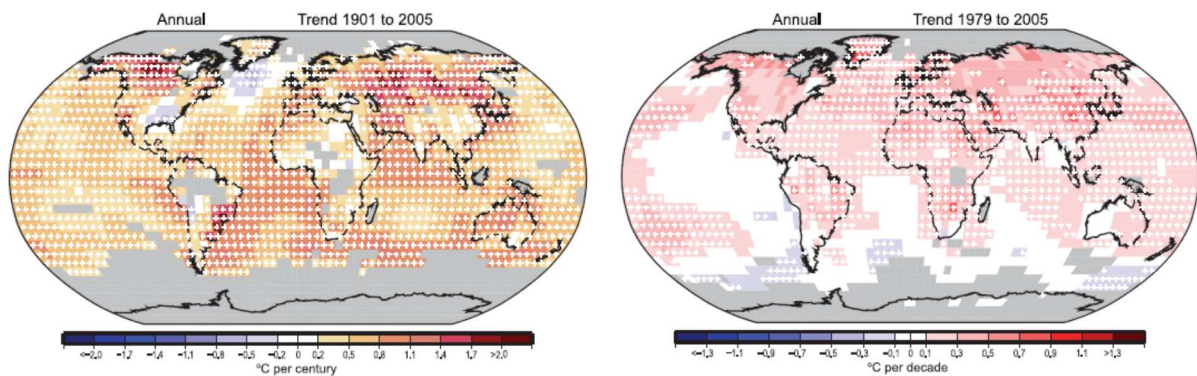 Annual Trend 1901 to 2005
<-2.0 -1.7 -1.4 -1.1 -0.8 -0.5 -0.2 0 0.2 0.5 0.8 1.1 1.4 1.7 >2.0
ºC per century
Annual Trend 1979 to 2005
<-1.3 -1.1 -0.9 -0.7 -0.5 -0.3 -0.1 0 0.1 0.3 0.5 0.7 0.9 1.1 >1.3
ºC per decade